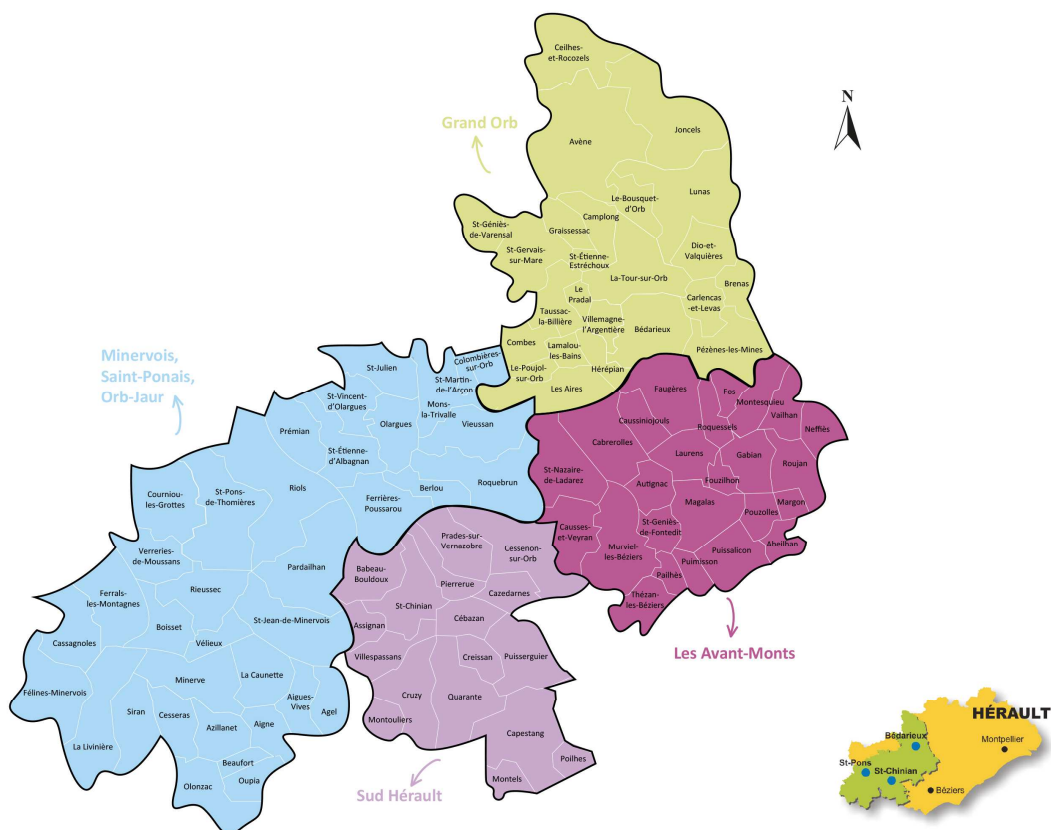 Ceilhes-
et-Rocozels
N
Grand Orb
Joncels
Avène
Lunas
Le-Bousquet-
d'Orb
Camplong
St-Géniès-
de-Varensal
Graissessac
St-Gervais-
sur-Mare
St-Étienne-
Estréchoux
Dio-et-
Valquières
La-Tour-sur-Orb
Brenas
Le
Pradal
Carlencas
-et-Levas
Taussac-
la-Billière
Villemagne-
l'Argentière
Bédarieux
Combes
Lamalou-
les-Bains
Pézènes-les-Mines
Le-Poujol-
sur-Orb
Hérépian
Les Aires
Minervois,
Saint-Ponais,
Orb-Jaur
Colombières-
sur-Orb
St-Julien
St-Martin-
de-l'Arçon
St-Vincent-
d'Olargues
Mons-
la-Trivalle
Olargues
Vieussan
Prémian
St-Étienne-
d'Albagnan
Roquebrun
Berlou
Riols
Ferrières-
Poussarou
St-Pons-
de-Thomières
Courniou-
les-Grottes
Verreries-
de-Moussans
Pardailhan
Rieussec
Ferrals-
les-Montagnes
Boisset
St-Jean-de-Minervois
Cassagnoles
Vélieux
La Caunette
Minerve
Félines-Minervois
Aigues-
Vives
Agel
Siran
Cesseras
Azillanet
Aigne
La Livinière
Beaufort
Oupia
Olonzac
Faugères
Fos
Montesquieu
Vailhan
Neffiès
Caussiniojouls
Roquessels
Cabrerolles
Laurens
Gabian
Roujan
St-Nazaire-
de-Ladarez
Autignac
Fouzilhon
Magalas
Margon
Pouzolles
Causses-
et-Veyran
St-Geniès-
de-Fontedit
Abeilhan
Murviel-
les-Béziers
Puissalicon
Puimisson
Pailhès
Thézan-
les-Béziers
Les Avant-Monts
Prades-sur-
Vernazobre
Cessenon-
sur-Orb
Babeau-
Bouldoux
Pierrerue
Cazedarnes
St-Chinian
Assignan
Cébazan
Villespassans
Creissan
Puisserguier
Cruzy
Quarante
Montouliers
Capestang
Poilhes
Montels
Sud Hérault
HÉRAULT
Bédarieux
Montpellier
St-Pons
St-Chinian
Béziers